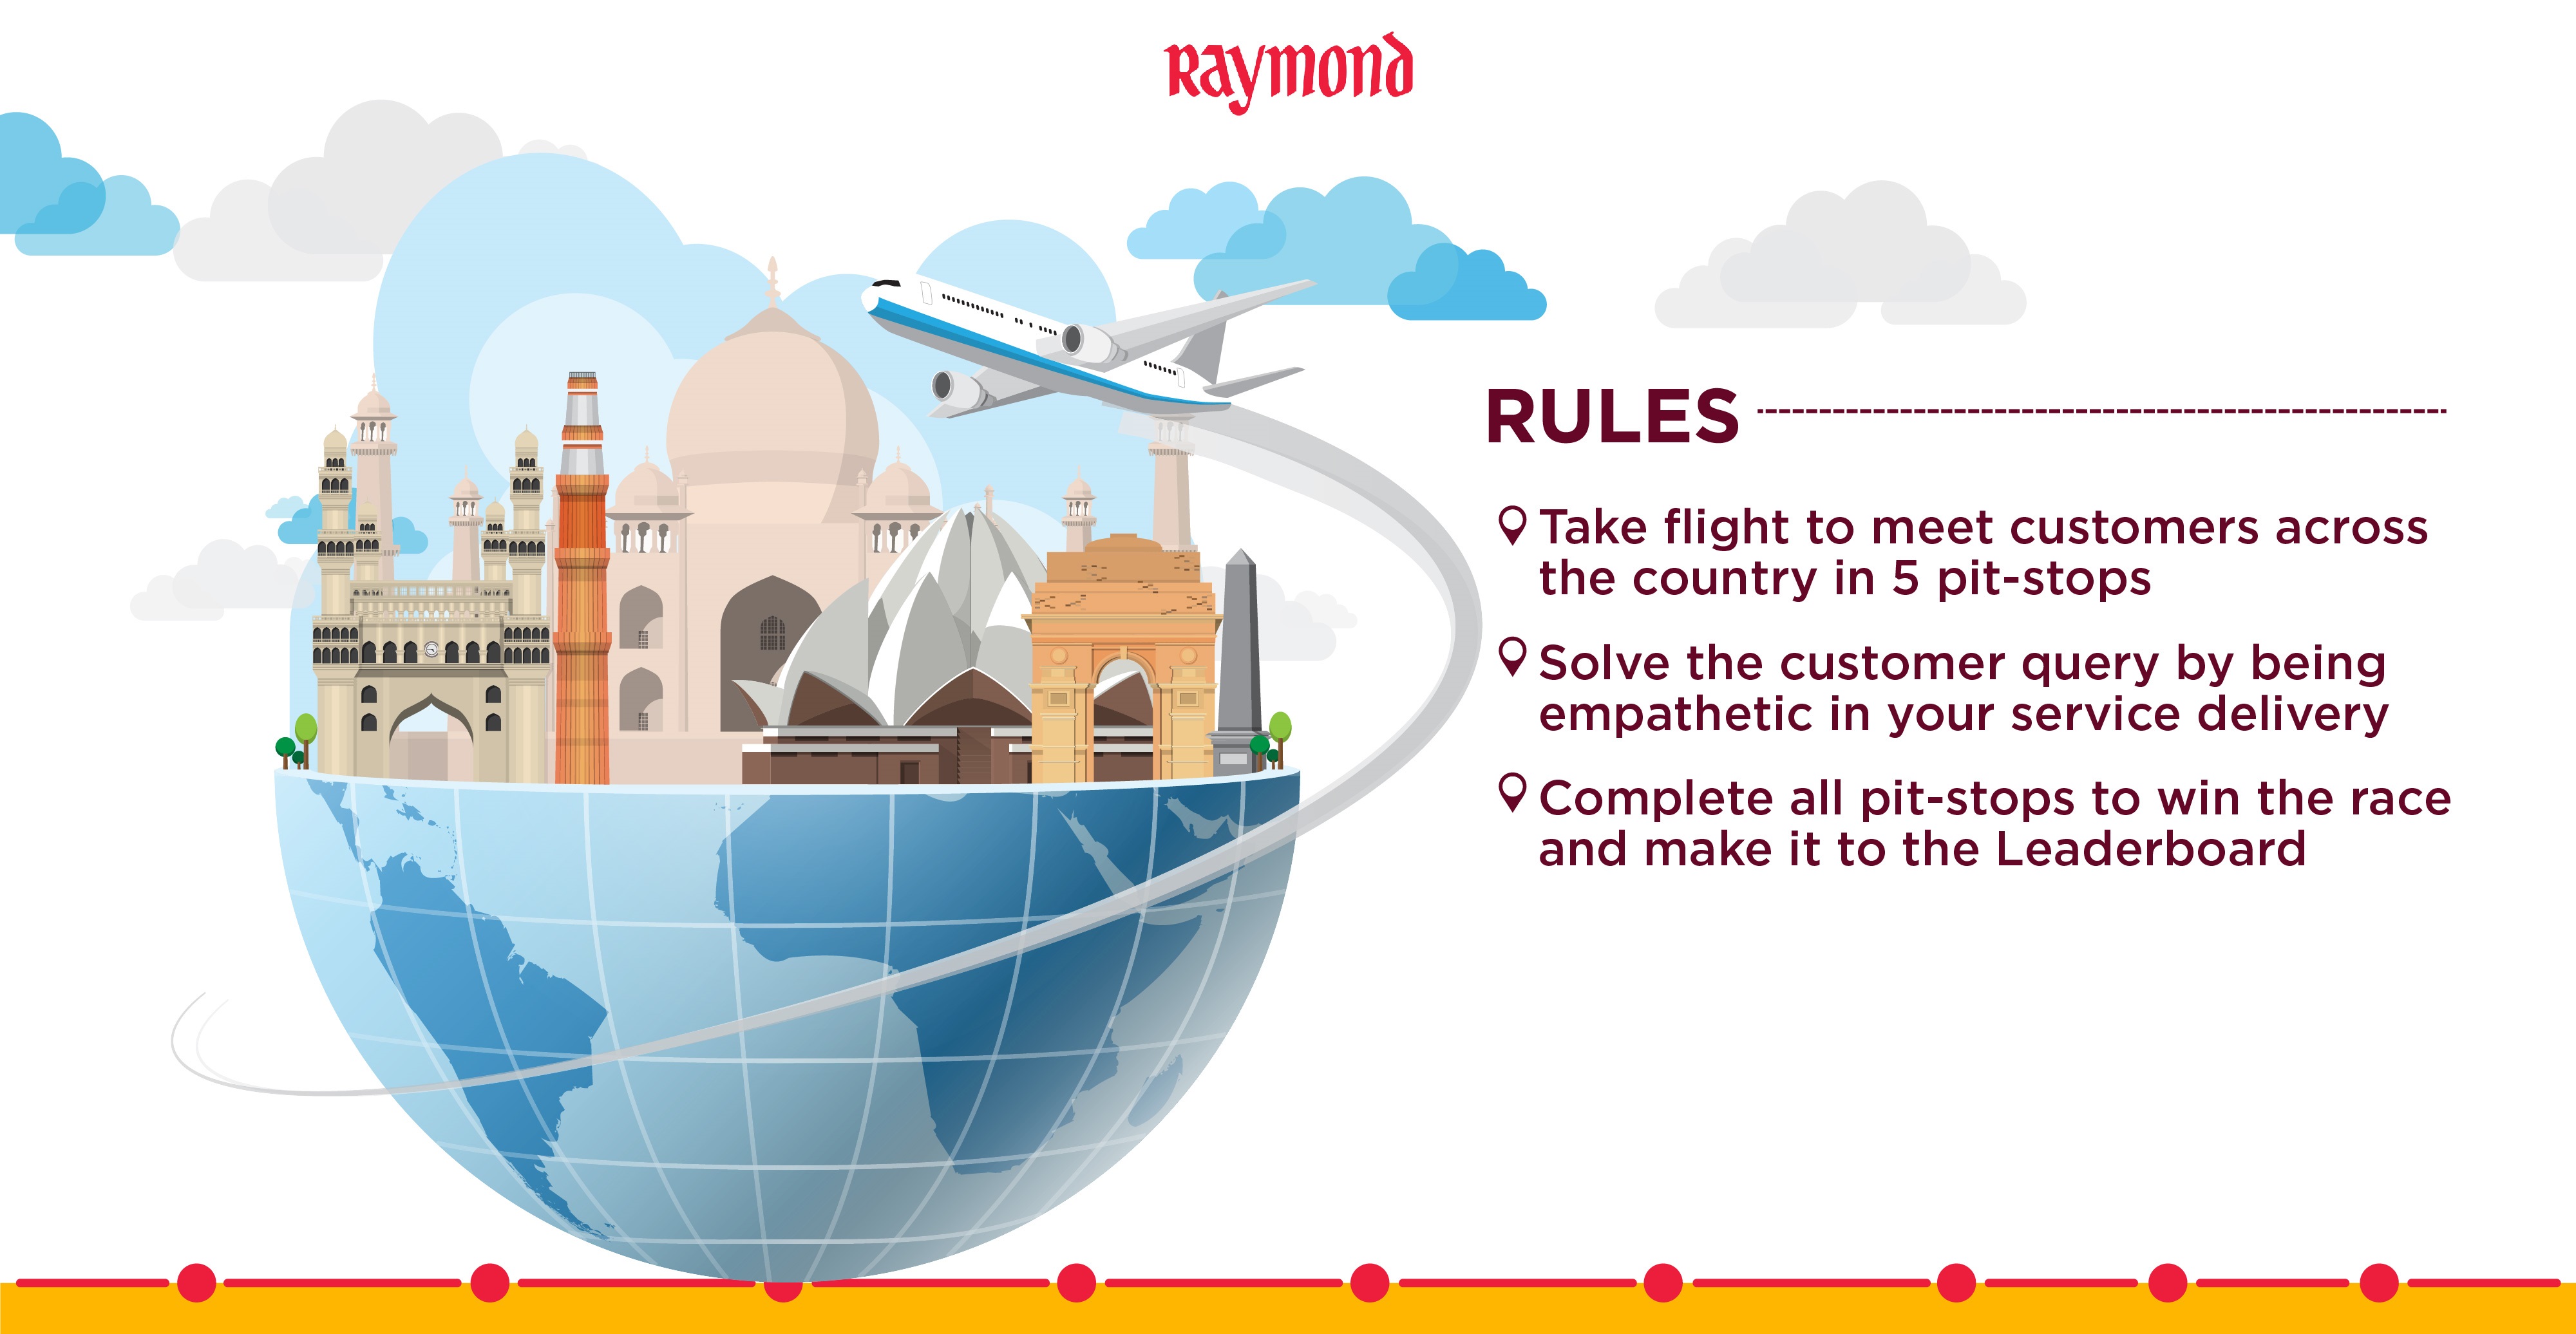 Raymond
RULES
Take flight to meet customers across
the country in 5 pit-stops
Solve the customer query by being
empathetic in your service delivery
Complete all pit-stops to win the race
and make it to the Leaderboard